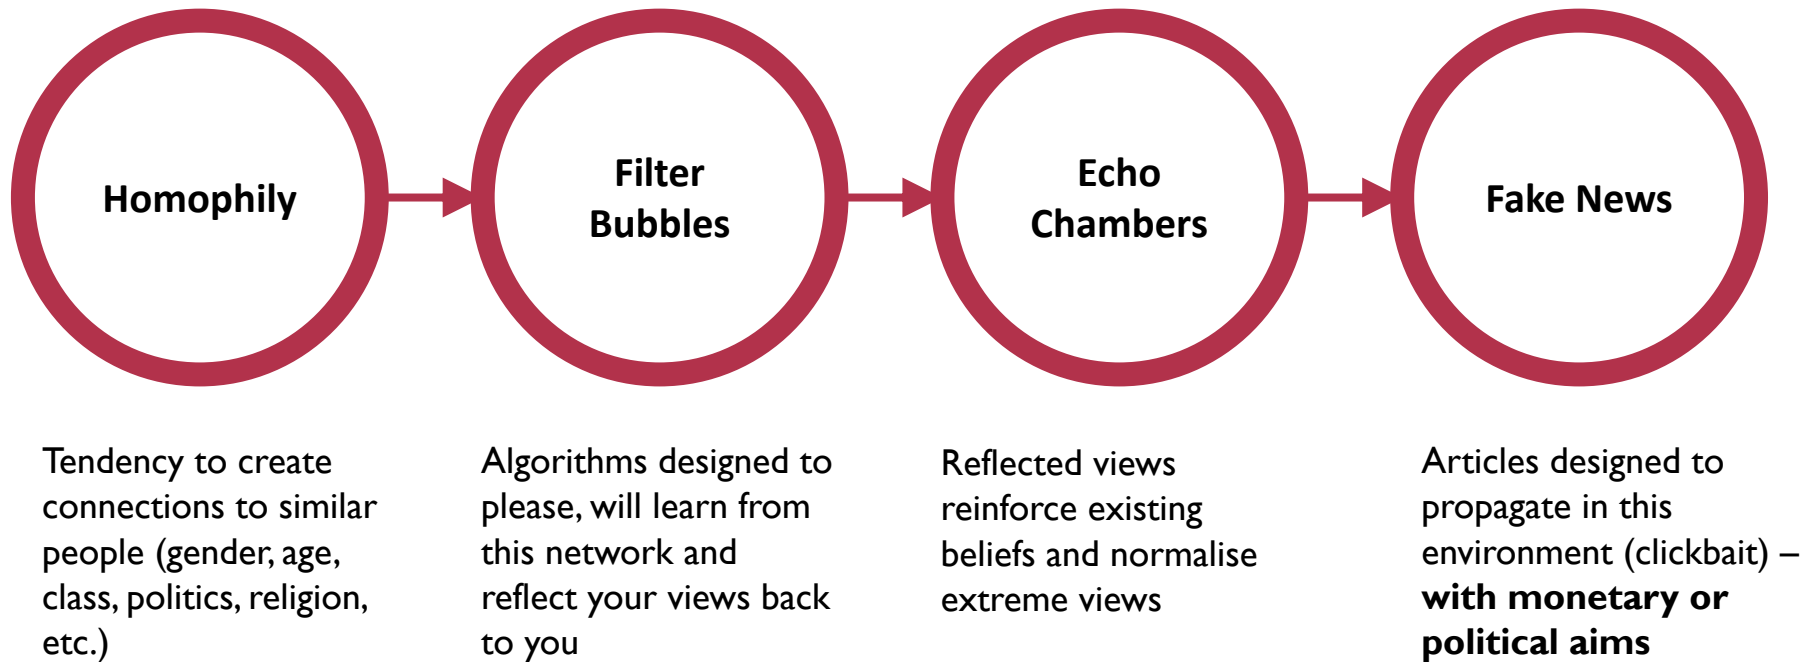 Homophily
Filter
Bubbles
Echo
Chambers
Fake News
Tendency to create
connections to similar
people (gender, age,
class, politics, religion,
etc.)
Algorithms designed to
please, will learn from
this network and
reflect your views back
to you
Reflected views
reinforce existing
beliefs and normalise
extreme views
Articles designed to
propagate in this
environment (clickbait) –
with monetary or
political aims